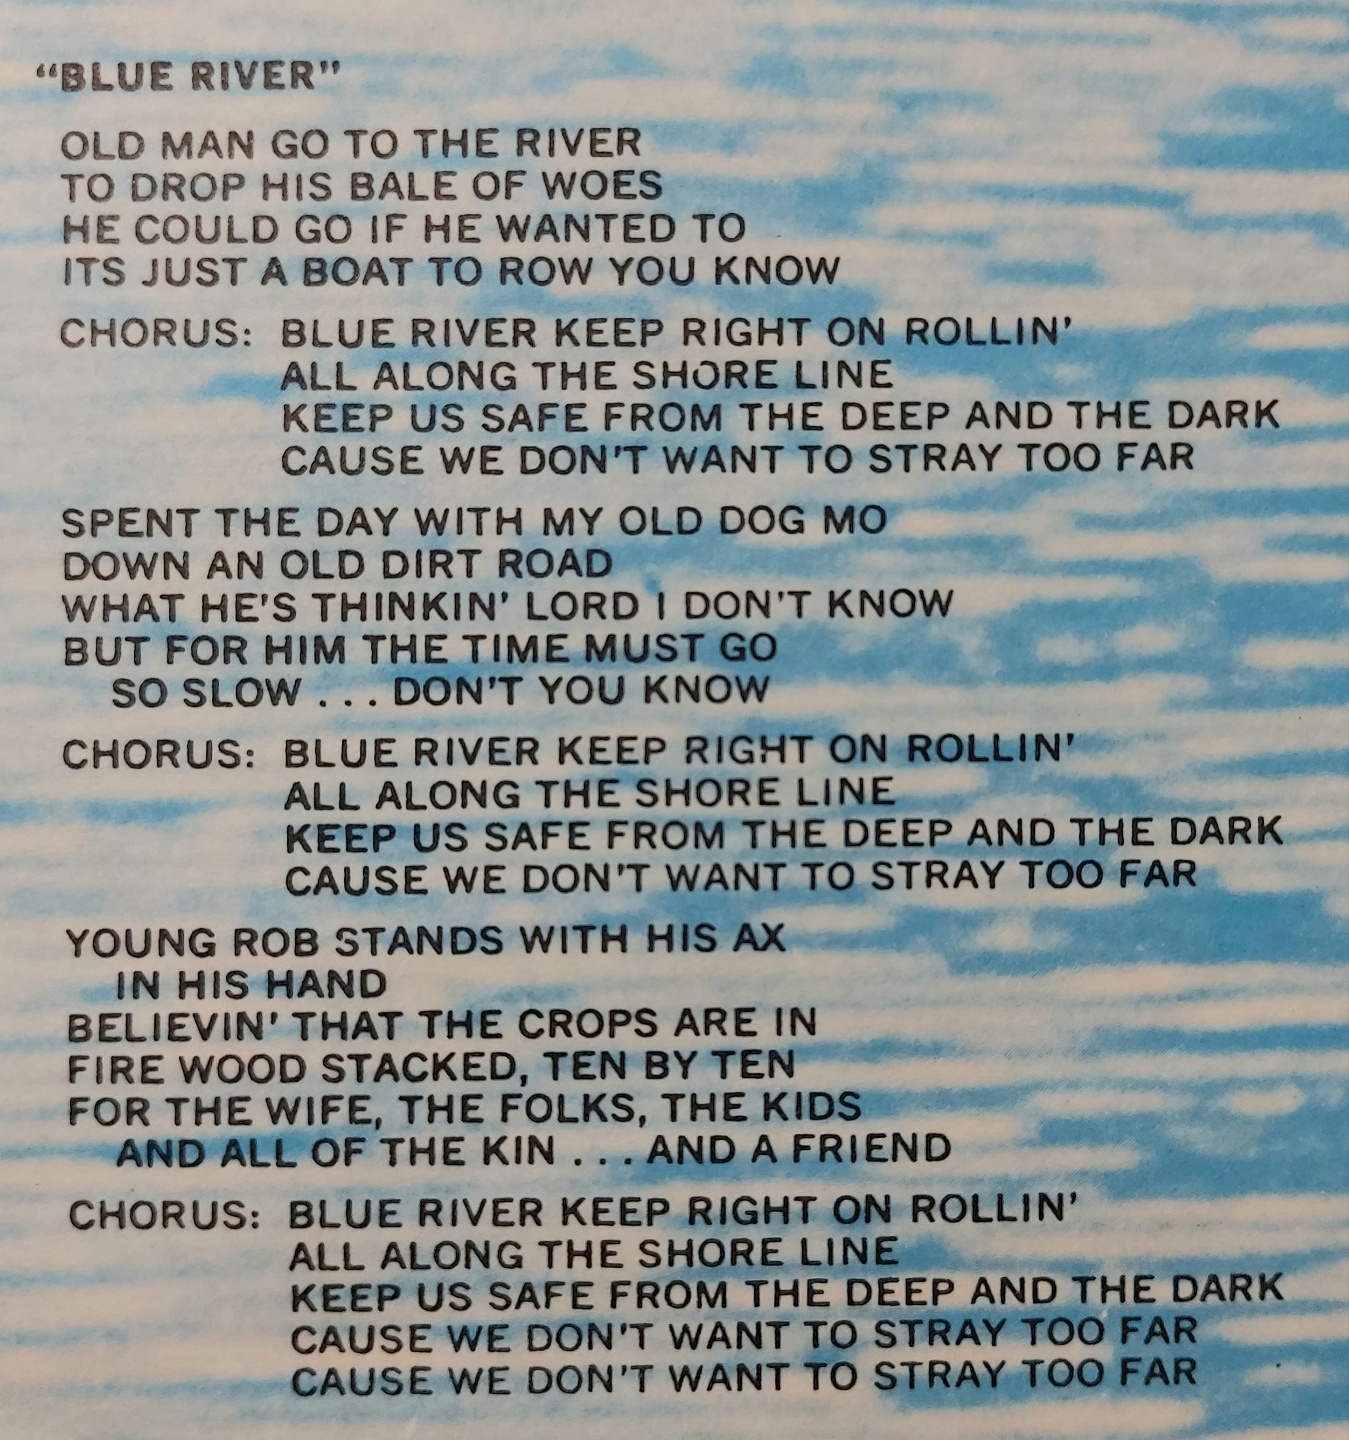 "BLUE RIVER"
OLD MAN GO TO THE RIVER
TO DROP HIS BALE OF WOES
HE COULD GO IF HE WANTED TO
ITS JUST A BOAT TO ROW YOU KNOW
CHORUS: BLUE RIVER KEEP RIGHT ON ROLLIN'
ALL ALONG THE SHORE LINE
KEEP US SAFE FROM THE DEEP AND THE DARK
CAUSE WE DON'T WANT TO STRAY TOO FAR
SPENT THE DAY WITH MY OLD DOG MO
DOWN AN OLD DIRT ROAD
WHAT HE'S THINKIN' LORD I DON'T KNOW
BUT FOR HIM THE TIME MUST GO
SO SLOW . . . DON'T YOU KNOW
CHORUS: BLUE RIVER KEEP RIGHT ON ROLLIN'
ALL ALONG THE SHORE LINE
KEEP US SAFE FROM THE DEEP AND THE DARK
CAUSE WE DON'T WANT TO STRAY TOO FAR
YOUNG ROB STANDS WITH HIS AX
IN HIS HAND
BELIEVIN' THAT THE CROPS ARE IN
FIRE WOOD STACKED, TEN BY TEN
FOR THE WIFE, THE FOLKS, THE KIDS
AND ALL OF THE KIN . . . AND A FRIEND
CHORUS: BLUE RIVER KEEP RIGHT ON ROLLIN'
ALL ALONG THE SHORE LINE
KEEP US SAFE FROM THE DEEP AND THE DARK
CAUSE WE DON'T WANT TO STRAY TOO FAR
CAUSE WE DON'T WANT TO STRAY TOO FAR